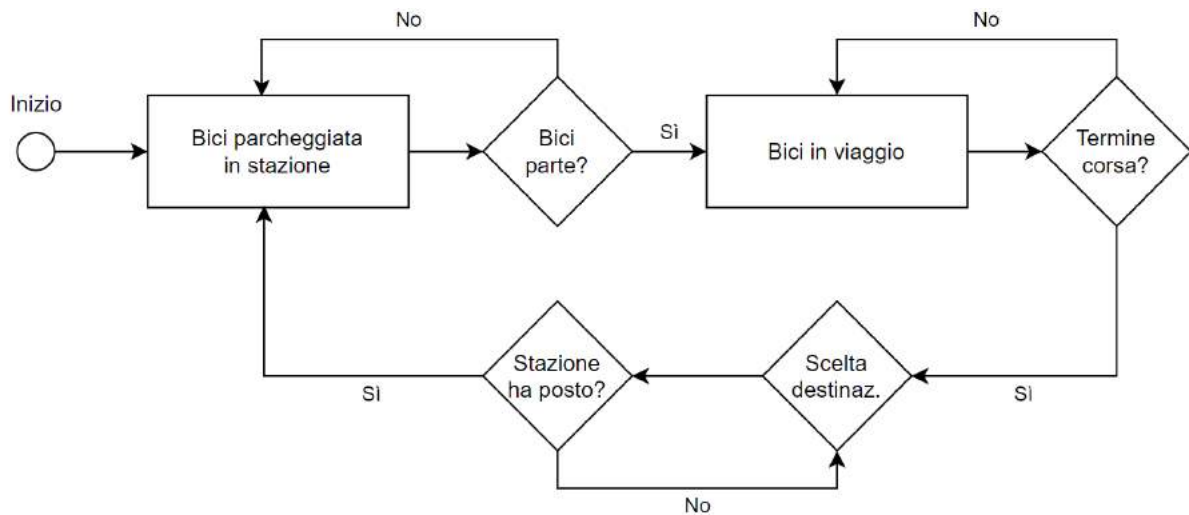 No
No
Inizio
Bici parcheggiata
in stazione
Bici
parte?
Sì
Bici in viaggio
Termine
corsa?
Stazione
ha posto?
Scelta
destinaz.
Sì
Sì
No